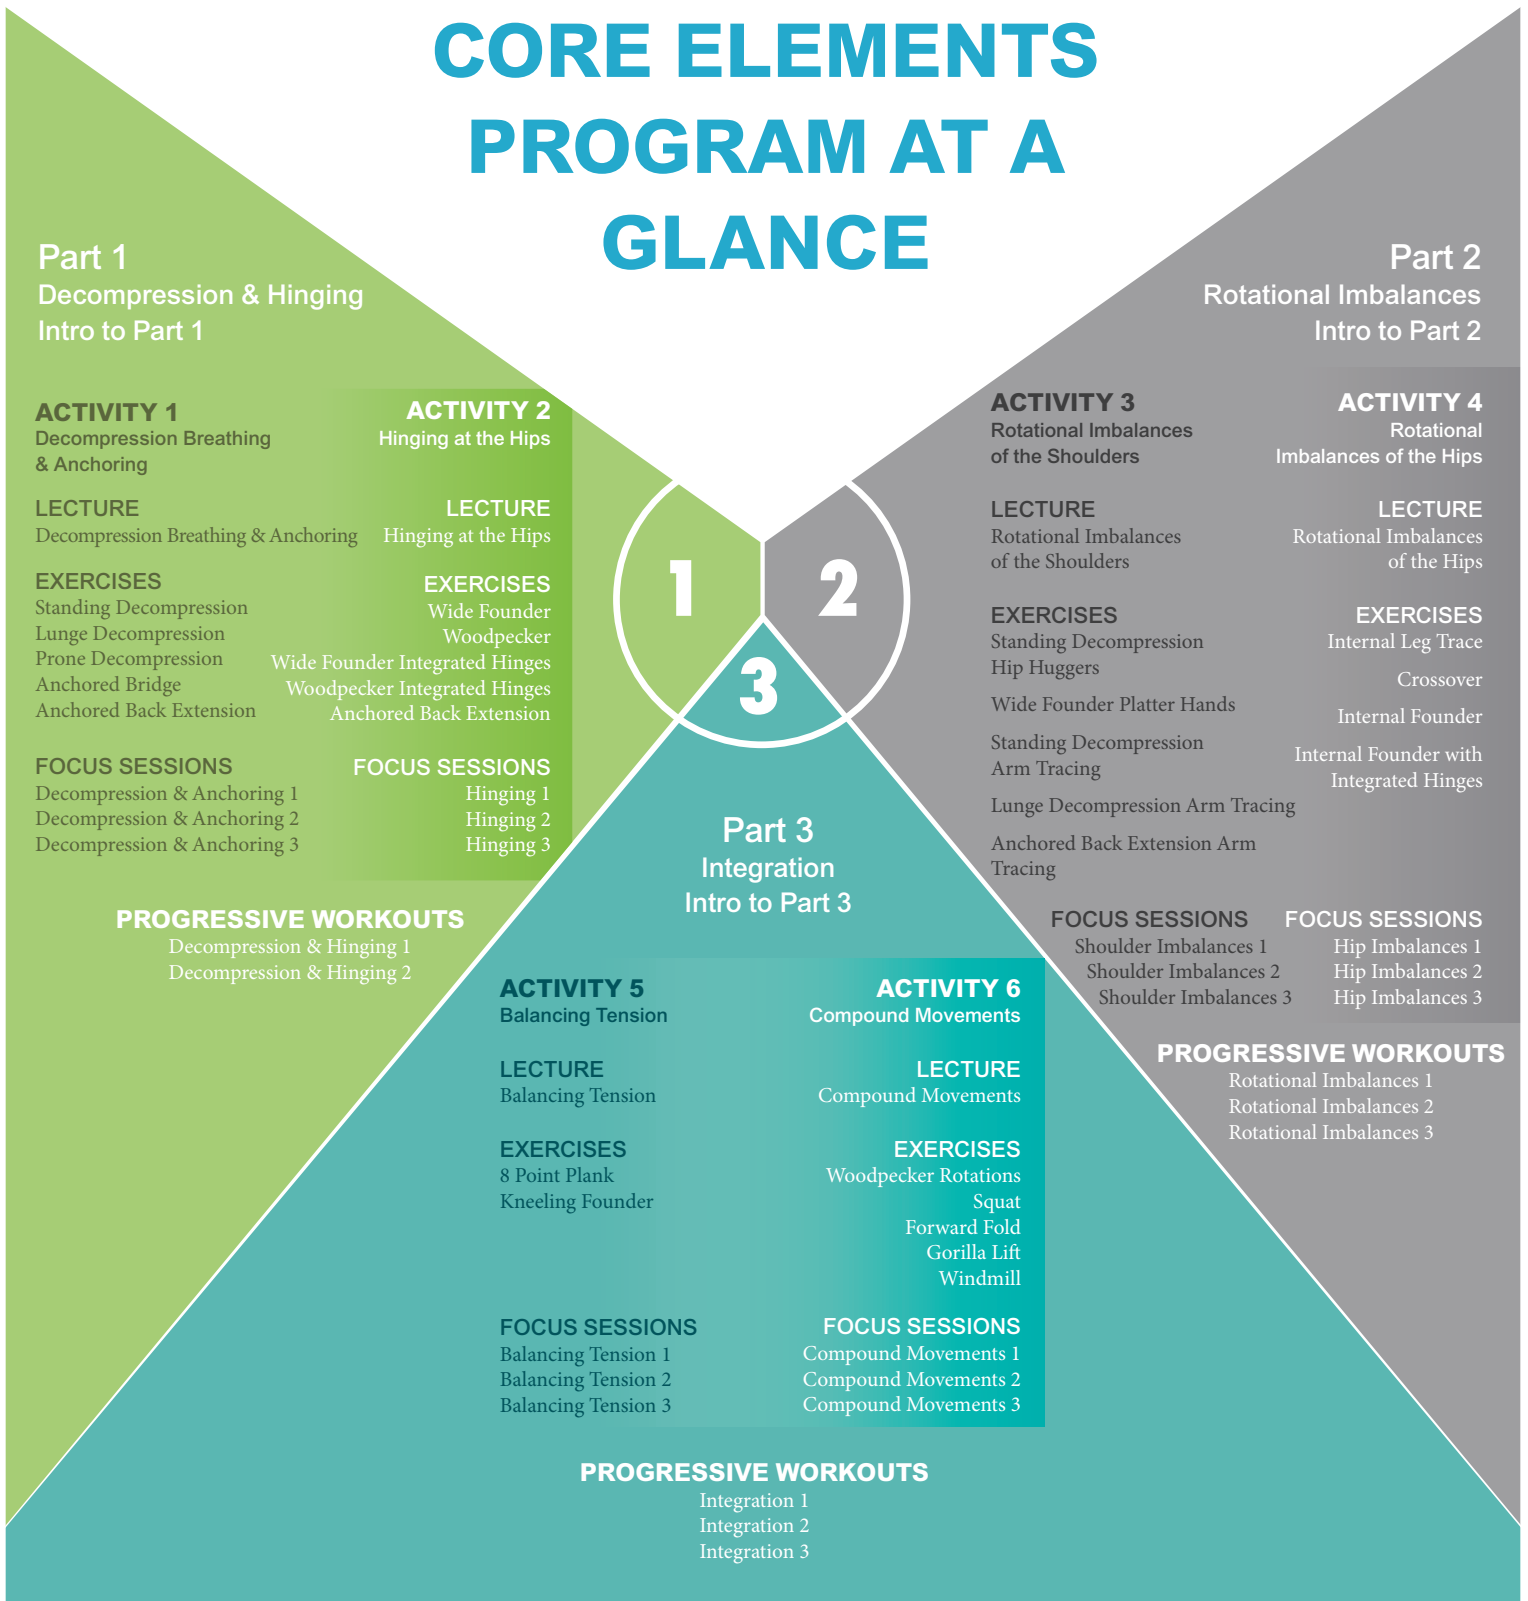 CORE ELEMENTS
PROGRAM AT A
GLANCE
Part 1
Decompression & Hinging
Intro to Part 1
ACTIVITY 1
Decompression Breathing
& Anchoring
LECTURE
Decompression Breathing & Anchoring
EXERCISES
Standing Decompression
Lunge Decompression
Prone Decompression
Anchored Bridge
Anchored Back Extension
FOCUS SESSIONS
Decompression & Anchoring 1
Decompression & Anchoring 2
Decompression & Anchoring 3
ACTIVITY 2
Hinging at the Hips
LECTURE
Hinging at the Hips
EXERCISES
Wide Founder
Woodpecker
Wide Founder Integrated Hinges
Woodpecker Integrated Hinges
Anchored Back Extension
FOCUS SESSIONS
Hinging 1
Hinging 2
Hinging 3
PROGRESSIVE WORKOUTS
Decompression & Hinging 1
Decompression & Hinging 2
1
2
3
Part 2
Rotational Imbalances
Intro to Part 2
ACTIVITY 3
Rotational Imbalances
of the Shoulders
LECTURE
Rotational Imbalances
of the Shoulders
EXERCISES
Standing Decompression
Hip Huggers
Wide Founder Platter Hands
Standing Decompression
Arm Tracing
Lunge Decompression Arm Tracing
Anchored Back Extension Arm
Tracing
FOCUS SESSIONS
Shoulder Imbalances 1
Shoulder Imbalances 2
Shoulder Imbalances 3
ACTIVITY 4
Rotational
Imbalances of the Hips
LECTURE
Rotational Imbalances
of the Hips
EXERCISES
Internal Leg Trace
Crossover
Internal Founder
Internal Founder with
Integrated Hinges
FOCUS SESSIONS
Hip Imbalances 1
Hip Imbalances 2
Hip Imbalances 3
PROGRESSIVE WORKOUTS
Rotational Imbalances 1
Rotational Imbalances 2
Rotational Imbalances 3
Part 3
Integration
Intro to Part 3
ACTIVITY 5
Balancing Tension
LECTURE
Balancing Tension
EXERCISES
8 Point Plank
Kneeling Founder
FOCUS SESSIONS
Balancing Tension 1
Balancing Tension 2
Balancing Tension 3
ACTIVITY 6
Compound Movements
LECTURE
Compound Movements
EXERCISES
Woodpecker Rotations
Squat
Forward Fold
Gorilla Lift
Windmill
FOCUS SESSIONS
Compound Movements 1
Compound Movements 2
Compound Movements 3
PROGRESSIVE WORKOUTS
Integration 1
Integration 2
Integration 3